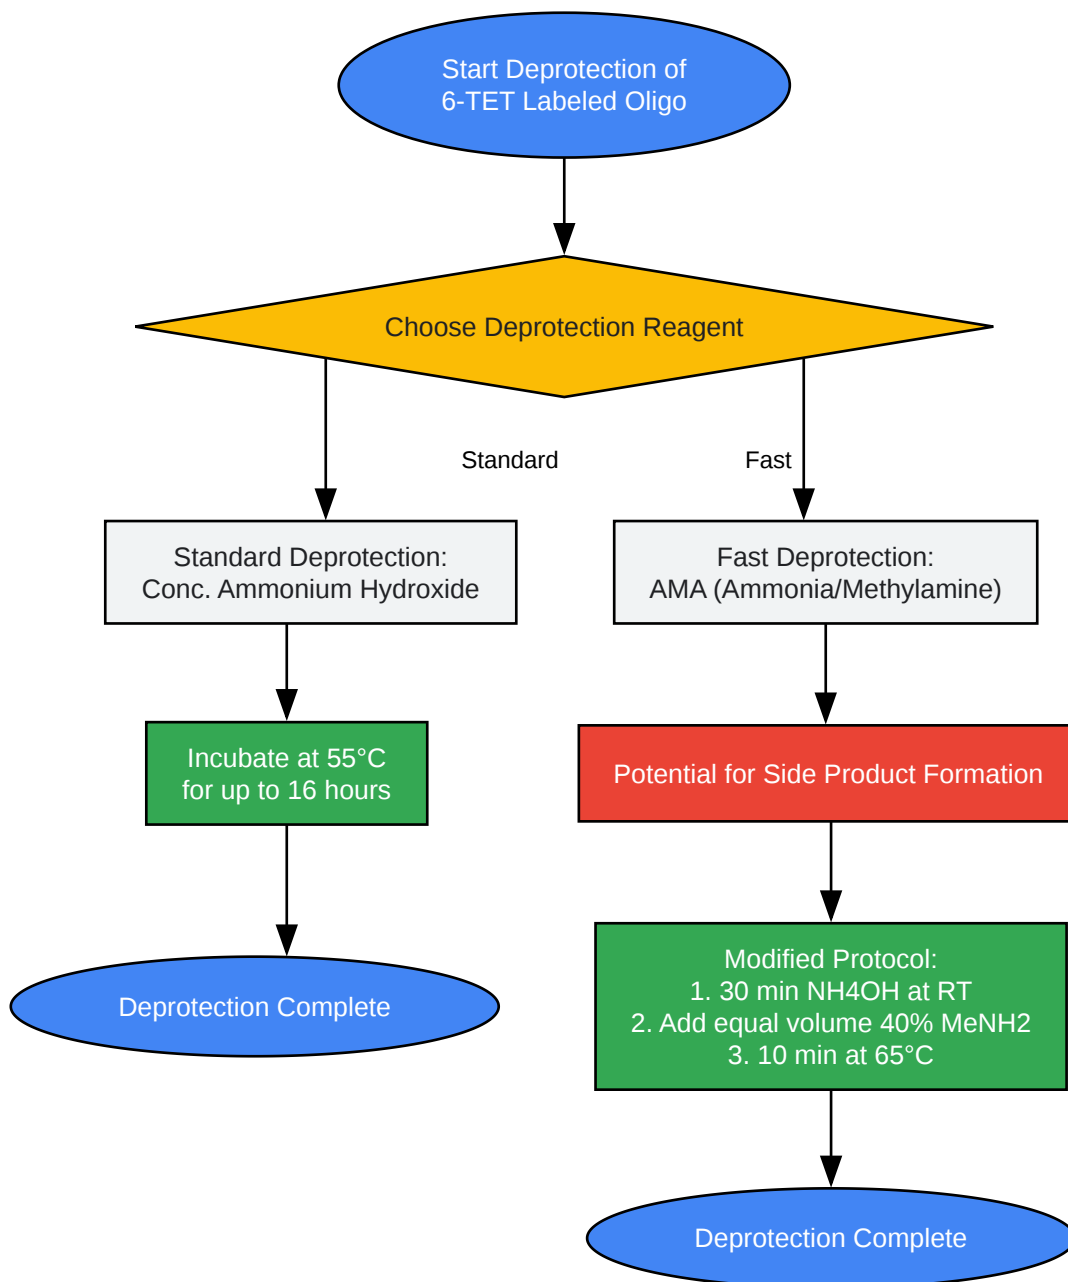 Start Deprotection of
6-TET Labeled Oligo
Choose Deprotection Reagent
Standard
Fast
Standard Deprotection:
Conc. Ammonium Hydroxide
Fast Deprotection:
AMA (Ammonia/Methylamine)
Incubate at 55°C
for up to 16 hours
Potential for Side Product Formation
Deprotection Complete
Modified Protocol:
1. 30 min NH4OH at RT
2. Add equal volume 40% MeNH2
3. 10 min at 65°C
Deprotection Complete